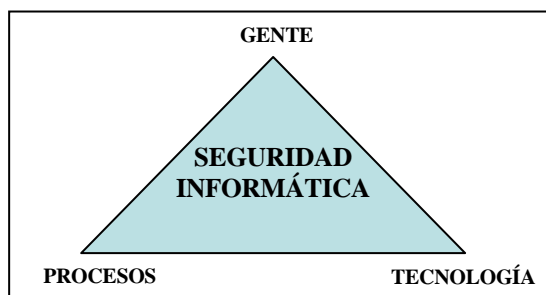 GENTE
SEGURIDAD
INFORMÁTICA
PROCESOS
TECNOLOGÍA